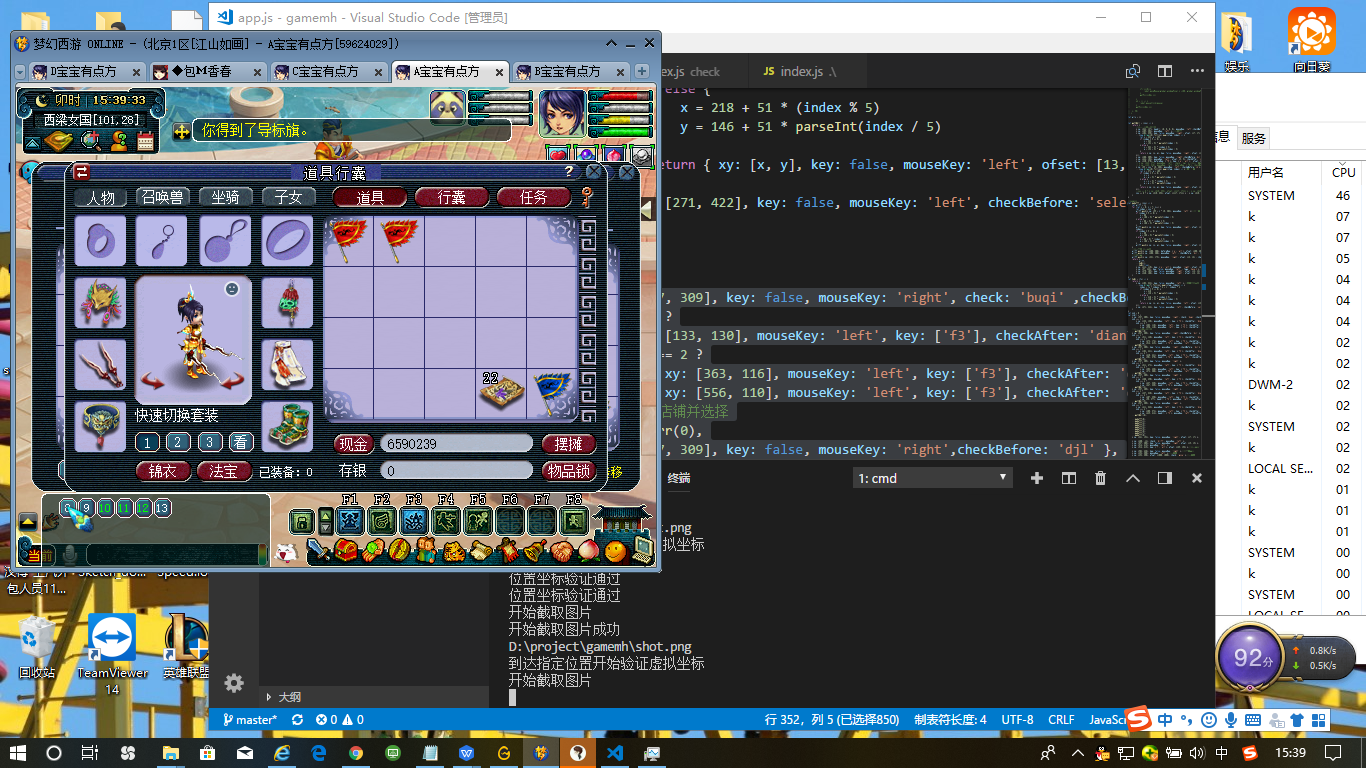 app.js - gamemh - Visual Studio Code [管理员]
梦幻西游 ONLINE - (北京1区[江山如画] - A宝宝有点方[59624029])
D宝宝有点方
◆包M香春
C宝宝有点方
A宝宝有点方
B宝宝有点方
卯时 15:39:33
西梁女国[101,28]
你得到了导标旗。
道具行囊
人物
召唤兽
坐骑
子女
道具
行囊
任务
22
快速切换套装
1 2 3 看
锦衣
法宝
已装备: 0
现金
6590239
摆摊
存银
0
物品锁
F1 F2 F3 F4 F5 F6 F7 F8
8 9 10 11 12 13
当前
ex.js check
JS index.js .\
else {
x = 218 + 51 * (index % 5)
y = 146 + 51 * parseInt(index / 5)
eturn { xy: [x, y], key: false, mouseKey: 'left', ofset: [13,
[271, 422], key: false, mouseKey: 'left', checkBefore: 'sele
, 309], key: false, mouseKey: 'right', check: 'buqi' ,checkBe
?
[133, 130], mouseKey: 'left', key: ['f3'], checkAfter: 'dian
== 2 ?
xy: [363, 116], mouseKey: 'left', key: ['f3'], checkAfter: '
xy: [556, 110], mouseKey: 'left', key: ['f3'], checkAfter: '
店铺并选择
rr(0),
, 309], key: false, mouseKey: 'right',checkBefore: 'djl' },
终端
1: cmd
t.png
拟坐标
位置坐标验证通过
位置坐标验证通过
开始截取图片
开始截取图片成功
D:\project\gamemh\shot.png
到达指定位置开始验证虚拟坐标
开始截取图片
大纲
master*
0
0
行 352，列 5 (已选择850)
制表符长度: 4
UTF-8
CRLF
JavaScr
中
娱乐
向日葵
服务
用户名 CPU
SYSTEM 46
k 07
k 07
k 05
k 04
k 04
k 04
k 02
k 02
DWM-2 02
k 02
SYSTEM 02
k 02
LOCAL SE... 02
k 01
k 01
k 01
SYSTEM 00
k 00
SYSTEM 00
LOCAL SE 00
92分
0.8K/s
0.5K/s
包人员11...
回收站
TeamViewer 14
英雄联盟
中
15:39